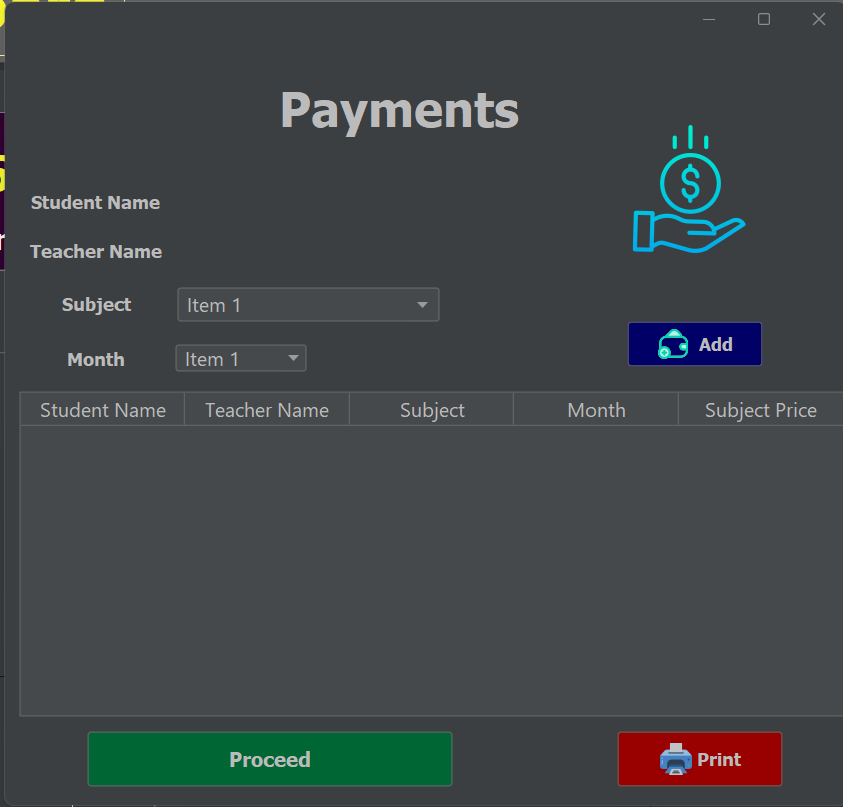 Payments
$
Student Name
Teacher Name
Subject Item 1
Month Item 1
Add
Student Name Teacher Name Subject Month Subject Price
Proceed Print